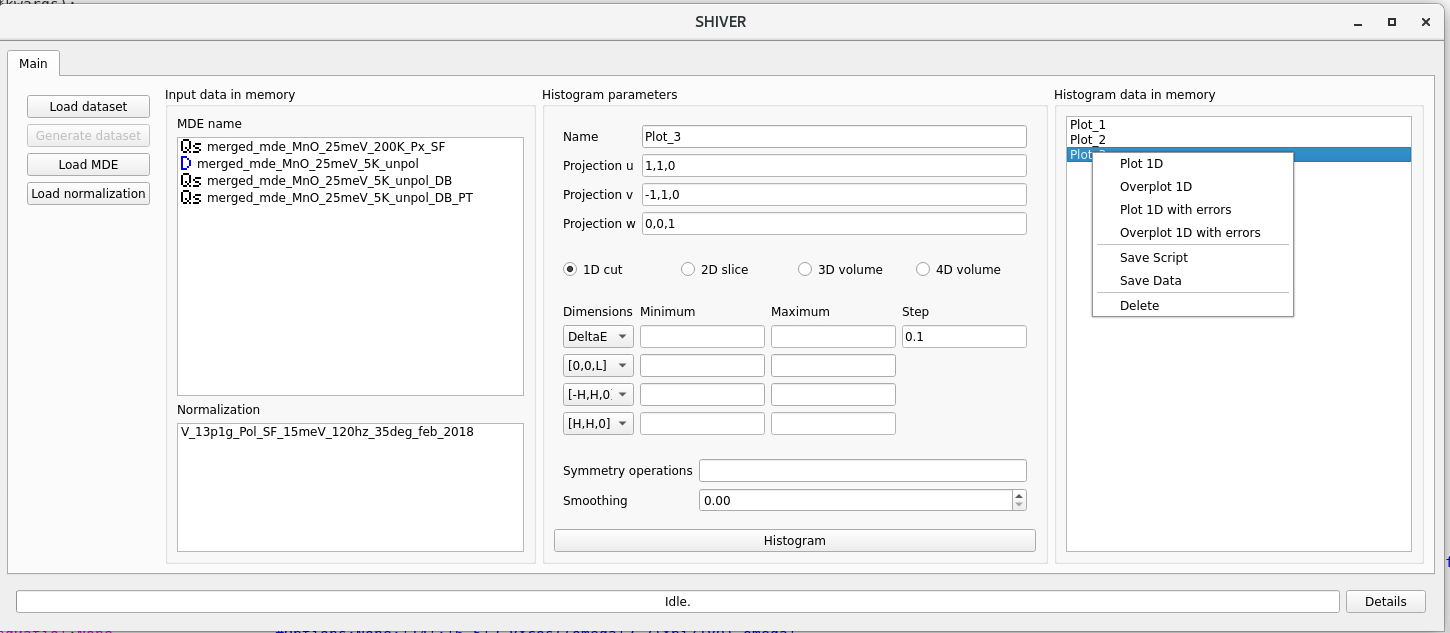 SHIVER
Main
Load dataset
Generate dataset
Load MDE
Load normalization
Input data in memory
MDE name
Qs merged_mde_MnO_25meV_200K_Px_SF
D merged_mde_MnO_25meV_5K_unpol
Qs merged_mde_MnO_25meV_5K_unpol_DB
Qs merged_mde_MnO_25meV_5K_unpol_DB_PT
Normalization
V_13p1g_Pol_SF_15meV_120hz_35deg_feb_2018
Histogram parameters
Name Plot_3
Projection u 1,1,0
Projection v -1,1,0
Projection w 0,0,1
1D cut 2D slice 3D volume 4D volume
Dimensions Minimum Maximum Step
DeltaE 0.1
[0,0,L]
[-H,H,0]
[H,H,0]
Symmetry operations
Smoothing 0.00
Histogram
Histogram data in memory
Plot_1
Plot_2
Plot 1D
Overplot 1D
Plot 1D with errors
Overplot 1D with errors
Save Script
Save Data
Delete
Idle.
Details